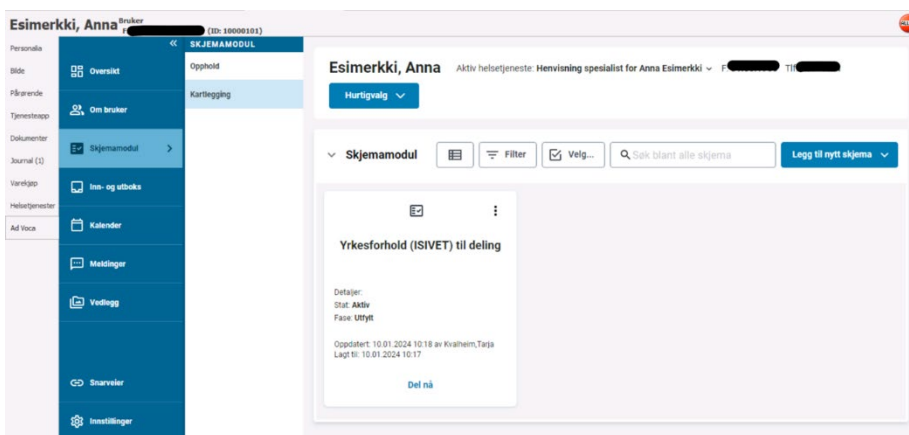 Esimerkki, Anna Bruker
(ID: 10000101)
Personalia
Bilde
Pårørende
Tjenesteapp
Dokumenter
Journal (1)
Varekjøp
Helsetjenester
Ad Voca
«
Oversikt
Om bruker
Skjemamodul
Inn- og utboks
Kalender
Meldinger
Vedlegg
Snarveier
Innstillinger
SKJEMAMODUL
Opphold
Kartlegging
Esimerkki, Anna Aktiv helsetjeneste: Henvisning spesialist for Anna Esimerkki F Tlf
Hurtigvalg
Skjemamodul Filter Velg... Søk blant alle skjema Legg til nytt skjema
Yrkesforhold (ISIVET) til deling
Detaljer:
Stat: Aktiv
Fase: Utfylt
Oppdatert: 10.01.2024 10:18 av Kvalheim,Tarja
Lagt til: 10.01.2024 10:17
Del nå